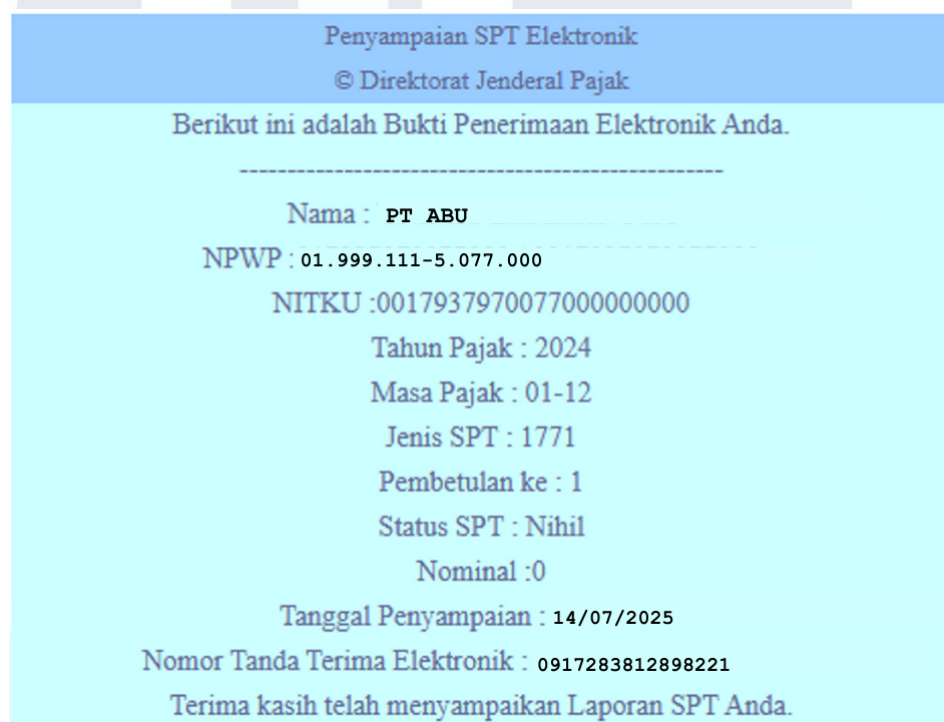 Penyampaian SPT Elektronik
© Direktorat Jenderal Pajak
Berikut ini adalah Bukti Penerimaan Elektronik Anda.
---------------------------------------------------
Nama : PT ABU
NPWP : 01.999.111-5.077.000
NITKU :0017937970077000000000
Tahun Pajak : 2024
Masa Pajak : 01-12
Jenis SPT : 1771
Pembetulan ke : 1
Status SPT : Nihil
Nominal :0
Tanggal Penyampaian : 14/07/2025
Nomor Tanda Terima Elektronik : 0917283812898221
Terima kasih telah menyampaikan Laporan SPT Anda.